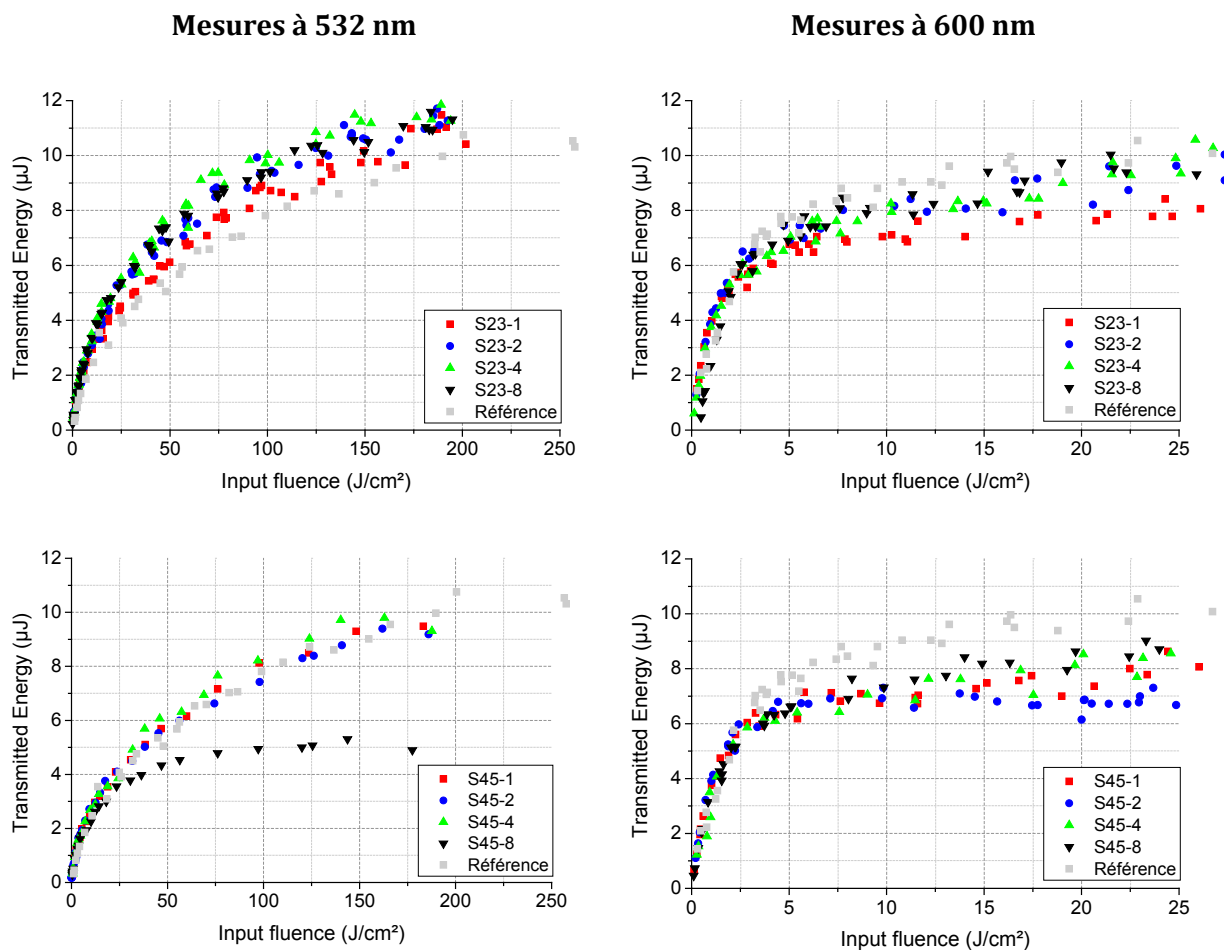 Mesures à 532 nm
Mesures à 600 nm
Transmitted Energy (µJ)
12
10
8
6
4
2
0
0 50 100 150 200 250
Input fluence (J/cm²)
S23-1
S23-2
S23-4
S23-8
Référence
Transmitted Energy (µJ)
12
10
8
6
4
2
0
0 5 10 15 20 25
Input fluence (J/cm²)
S23-1
S23-2
S23-4
S23-8
Référence
Transmitted Energy (µJ)
12
10
8
6
4
2
0
0 50 100 150 200 250
Input fluence (J/cm²)
S45-1
S45-2
S45-4
S45-8
Référence
Transmitted Energy (µJ)
12
10
8
6
4
2
0
0 5 10 15 20 25
Input fluence (J/cm²)
S45-1
S45-2
S45-4
S45-8
Référence